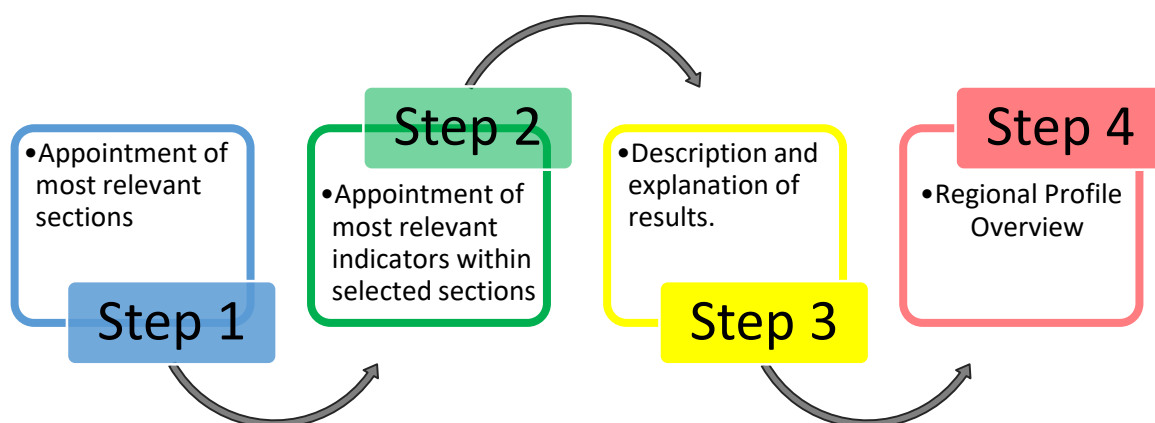 •Appointment of
most relevant
sections
Step 1
Step 2
•Appointment of
most relevant
indicators within
selected sections
•Description and
explanation of
results.
Step 3
Step 4
•Regional Profile
Overview